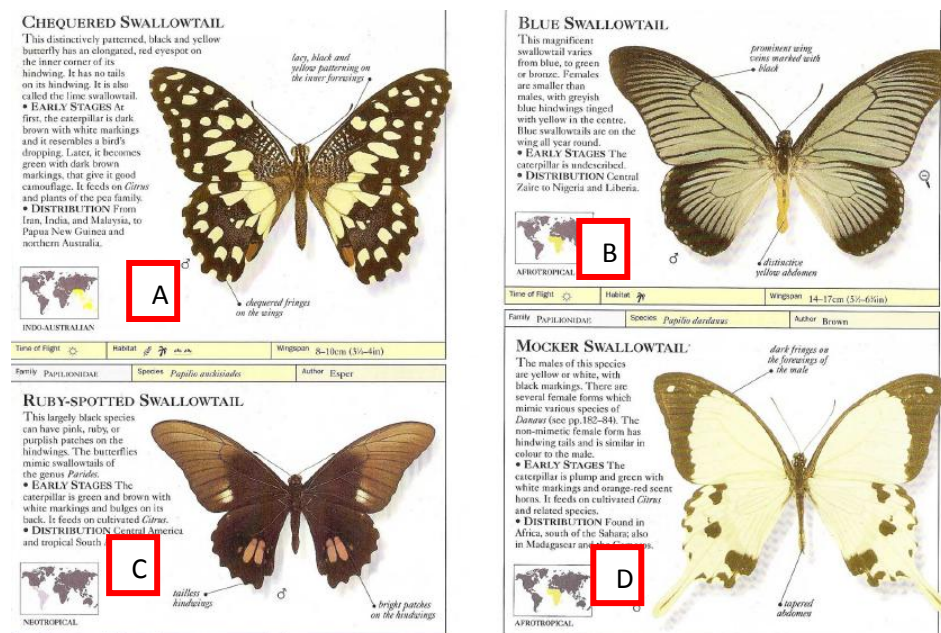 CHEQUERED SWALLOWTAIL
This distinctively patterned, black and yellow
butterfly has an elongated, red eyespot on
the inner corner of its
hindwing. It has no tails
on its hindwing. It is also
called the lime swallowtail.
• EARLY STAGES At
first, the caterpillar is dark
brown with white markings
and it resembles a bird's
dropping. Later, it becomes
green with dark brown
markings, that give it good
camouflage. It feeds on Citrus
and plants of the pea family.
• DISTRIBUTION From
Iran, India, and Malaysia, to
Papua New Guinea and
northern Australia.
lacy, black and
yellow patterning on
the inner forewings
♂
A
chequered fringes
on the wings
INDO-AUSTRALIAN
Time of Flight
Habitat
Wingspan 8–10cm (3¼–4in)
Family PAPILIONIDAE
Species Papilio anchisiades
Author Esper
RUBY-SPOTTED SWALLOWTAIL
This largely black species
can have pink, ruby, or
purplish patches on the
hindwings. The butterflies
mimic swallowtails of
the genus Parides.
• EARLY STAGES The
caterpillar is green and brown with
white markings and bulges on its
back. It feeds on cultivated Citrus.
• DISTRIBUTION Central America
and tropical South
C
tailless
hindwings
♂
bright patches
on the hindwings
NEOTROPICAL
BLUE SWALLOWTAIL
This magnificent
swallowtail varies
from blue, to green
or bronze. Females
are smaller than
males, with greyish
blue hindwings tinged
with yellow in the centre.
Blue swallowtails are on the
wing all year round.
• EARLY STAGES The
caterpillar is undescribed.
• DISTRIBUTION Central
Zaire to Nigeria and Liberia.
prominent wing
veins marked with
black
B
♂
distinctive
yellow abdomen
AFROTROPICAL
Time of Flight
Habitat
Wingspan 14–17cm (5½–6¾in)
Family PAPILIONIDAE
Species Papilio dardanus
Author Brown
MOCKER SWALLOWTAIL
The males of this species
are yellow or white, with
black markings. There are
several female forms which
mimic various species of
Danaus (see pp.182–84). The
non-mimetic female form has
hindwing tails and is similar in
colour to the male.
• EARLY STAGES The
caterpillar is plump and green with
white markings and orange-red scent
horns. It feeds on cultivated Citrus
and related species.
• DISTRIBUTION Found in
Africa, south of the Sahara; also
in Madagascar and
dark fringes on
the forewings of
the male
D
♂
tapered
abdomen
AFROTROPICAL